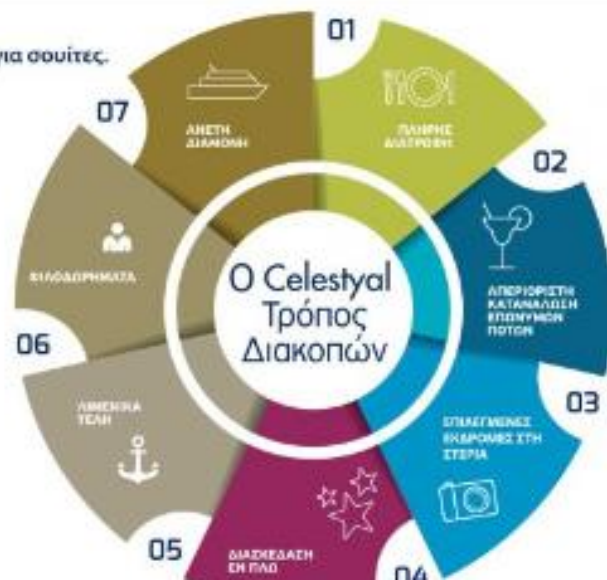 για σουίτες.
01
ΠΛΗΡΗΣ
ΔΙΑΤΡΟΦΗ
02
ΑΠΕΡΙΟΡΙΣΤΗ
ΚΑΤΑΝΑΛΩΣΗ
ΕΠΩΝΥΜΩΝ
ΠΟΤΩΝ
03
ΕΠΙΛΕΓΜΕΝΕΣ
ΕΚΔΡΟΜΕΣ ΣΤΗ
ΣΤΕΡΙΑ
04
ΔΙΑΣΚΕΔΑΣΗ
ΕΝ ΠΛΩ
05
ΛΙΜΕΝΙΚΑ
ΤΕΛΗ
06
ΦΙΛΟΔΩΡΗΜΑΤΑ
07
ΑΝΕΤΗ
ΔΙΑΜΟΝΗ
Ο Celestyal
Τρόπος
Διακοπών